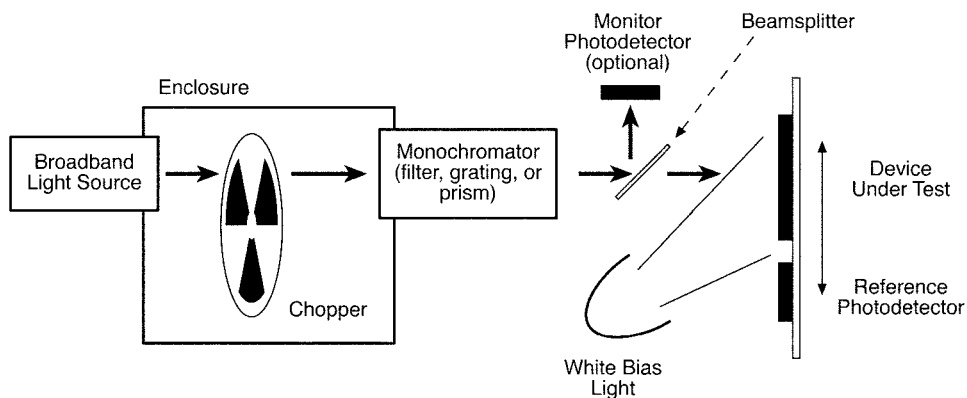 Monitor
Photodetector
(optional)
Beamsplitter
Enclosure
Broadband
Light Source
Monochromator
(filter, grating, or
prism)
Chopper
Device
Under Test
Reference
Photodetector
White Bias
Light